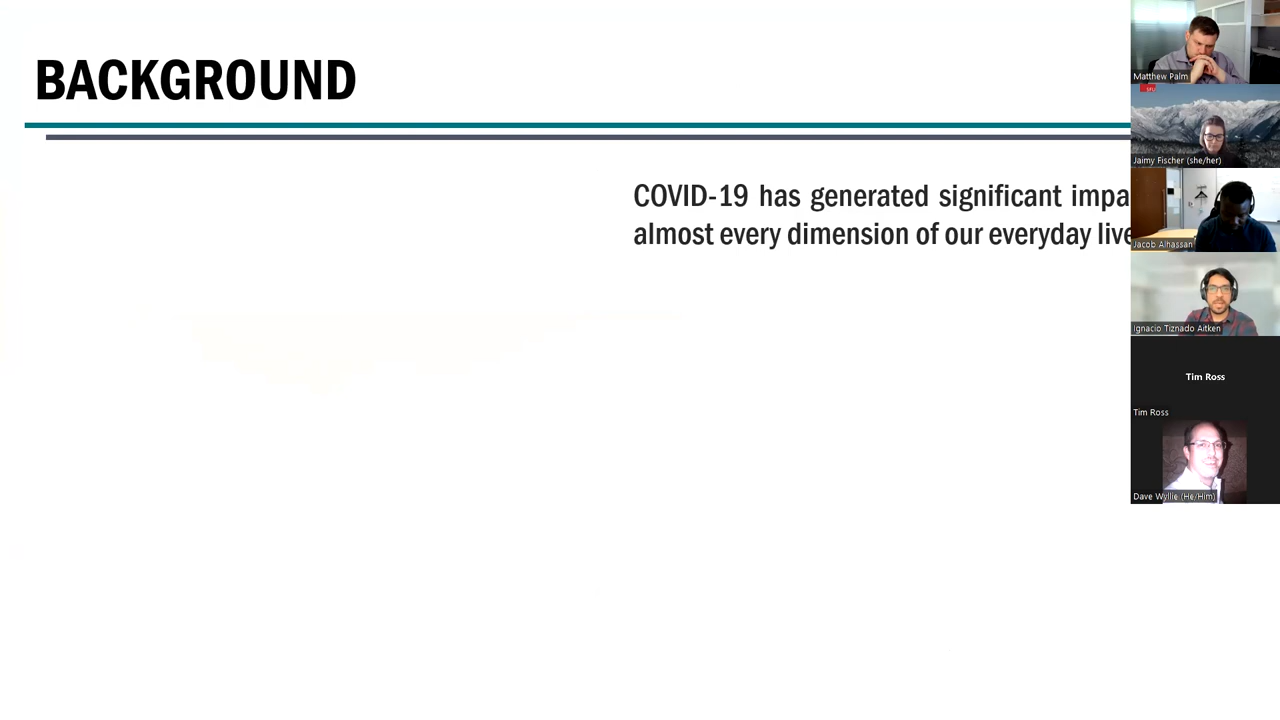 BACKGROUND
COVID-19 has generated significant impa
almost every dimension of our everyday live
Matthew Palm
SFU
Jaimy Fischer (she/her)
Jacob Alhassan
Ignacio Tiznado Aitken
Tim Ross
Tim Ross
Dave Wyllie (He/Him)